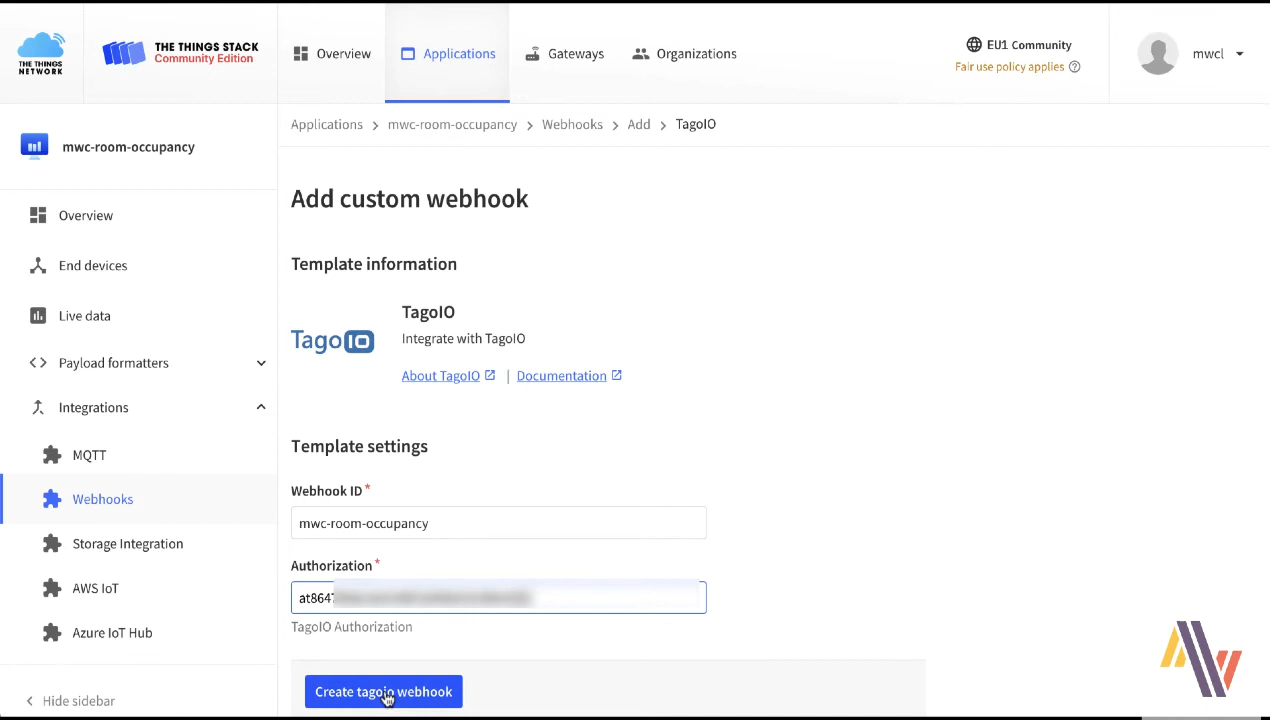 THE THINGS NETWORK
THE THINGS STACK
Community Edition
Overview
Applications
Gateways
Organizations
EU1 Community
Fair use policy applies
mwcl
mwc-room-occupancy
Overview
End devices
Live data
Payload formatters
Integrations
MQTT
Webhooks
Storage Integration
AWS IoT
Azure IoT Hub
Hide sidebar
Applications > mwc-room-occupancy > Webhooks > Add > TagoIO
Add custom webhook
Template information
TagoIO
TagoIO
Integrate with TagoIO
About TagoIO | Documentation
Template settings
Webhook ID *
mwc-room-occupancy
Authorization *
at864
TagoIO Authorization
Create tagoio webhook